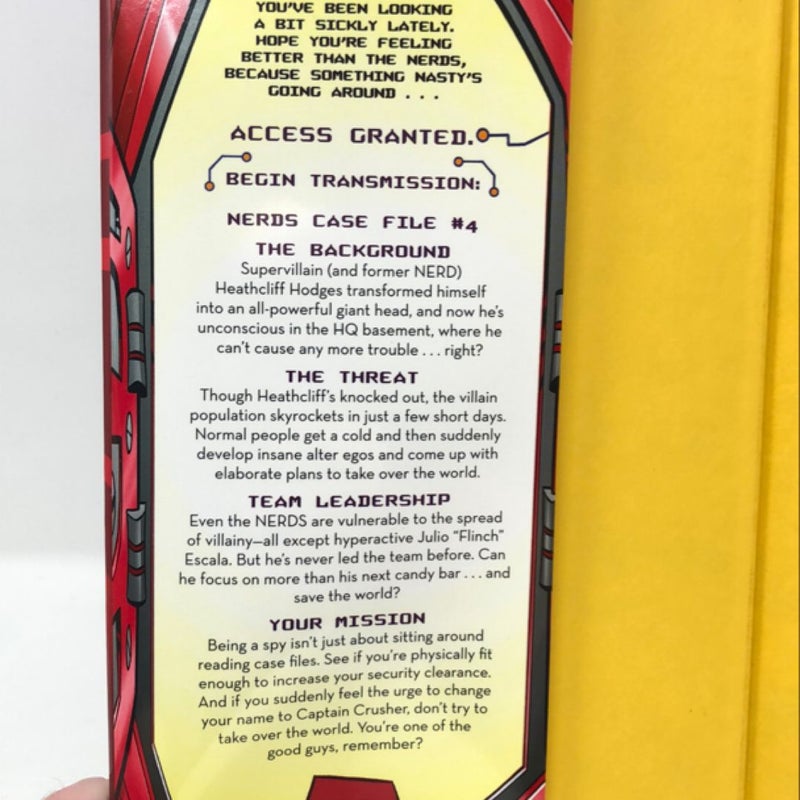 YOU'VE BEEN LOOKING
A BIT SICKLY LATELY.
HOPE YOU'RE FEELING
BETTER THAN THE NERDS,
BECAUSE SOMETHING NASTY'S
GOING AROUND . . .
ACCESS GRANTED.
BEGIN TRANSMISSION:
NERDS CASE FILE #4
THE BACKGROUND
Supervillain (and former NERD)
Heathcliff Hodges transformed himself
into an all-powerful giant head, and now he's
unconscious in the HQ basement, where he
can't cause any more trouble . . . right?
THE THREAT
Though Heathcliff's knocked out, the villain
population skyrockets in just a few short days.
Normal people get a cold and then suddenly
develop insane alter egos and come up with
elaborate plans to take over the world.
TEAM LEADERSHIP
Even the NERDS are vulnerable to the spread
of villainy—all except hyperactive Julio "Flinch"
Escala. But he's never led the team before. Can
he focus on more than his next candy bar . . . and
save the world?
YOUR MISSION
Being a spy isn't just about sitting around
reading case files. See if you're physically fit
enough to increase your security clearance.
And if you suddenly feel the urge to change
your name to Captain Crusher, don't try to
take over the world. You're one of the
good guys, remember?